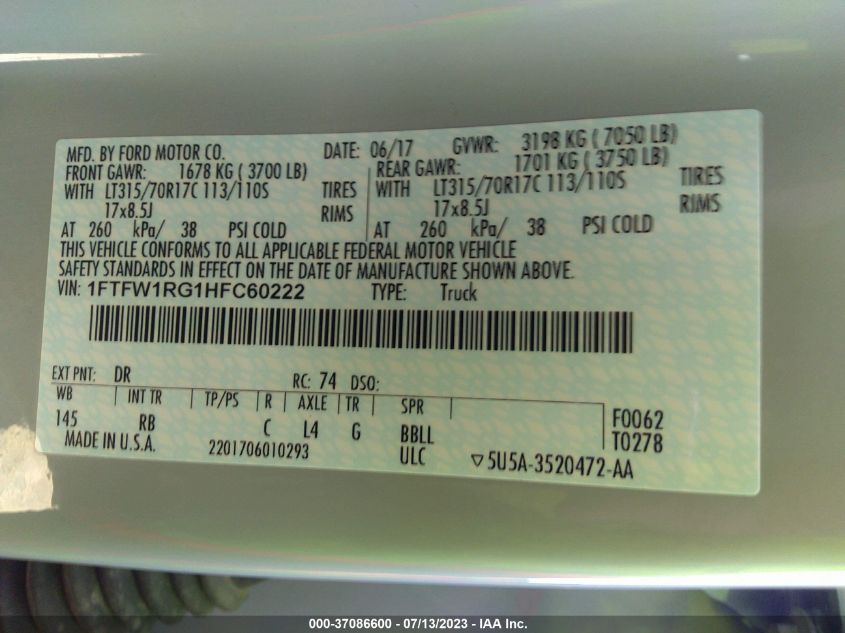 MFD. BY FORD MOTOR CO. DATE: 06/17 GVWR: 3198 KG ( 7050 LB)
FRONT GAWR: 1678 KG ( 3700 LB) REAR GAWR: 1701 KG ( 3750 LB)
WITH LT315/70R17C 113/110S TIRES WITH LT315/70R17C 113/110S TIRES
17x8.5J RIMS 17x8.5J RIMS
AT 260 kPa/ 38 PSI COLD AT 260 kPa/ 38 PSI COLD
THIS VEHICLE CONFORMS TO ALL APPLICABLE FEDERAL MOTOR VEHICLE
SAFETY STANDARDS IN EFFECT ON THE DATE OF MANUFACTURE SHOWN ABOVE.
VIN: 1FTFW1RG1HFC60222 TYPE: Truck
EXT PNT: DR RC: 74 DSO:
WB INT TR TP/PS R AXLE TR SPR
145 RB C L4 G BBLL F0062
MADE IN U.S.A. 2201706010293 ULC T0278
▽5U5A-3520472-AA
000-37086600 - 07/13/2023 - IAA Inc.